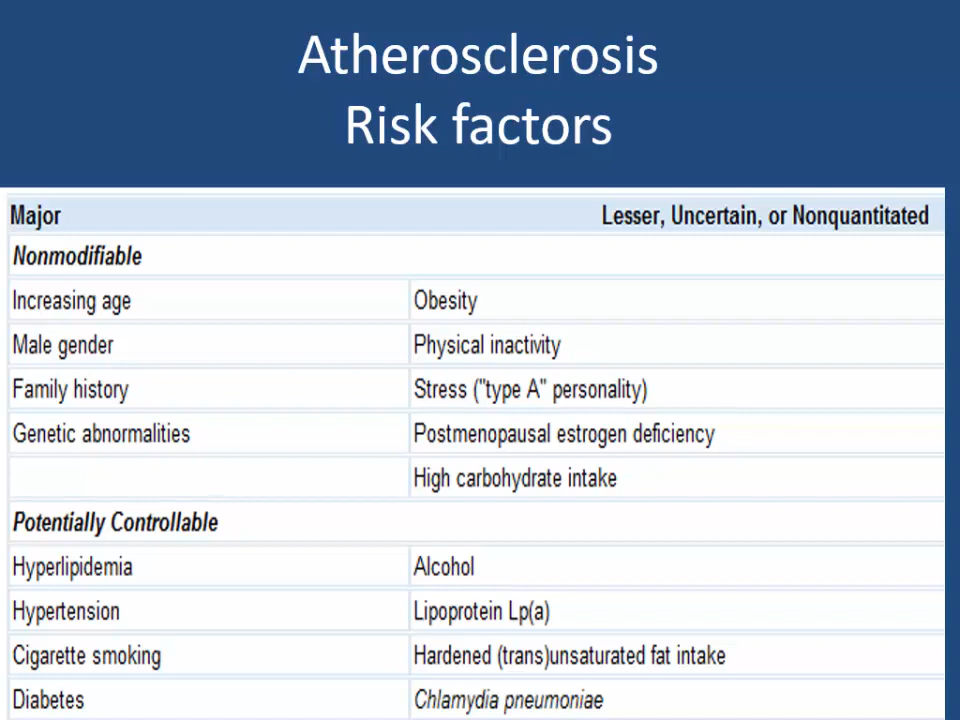 Atherosclerosis
Risk factors
Major Lesser, Uncertain, or Nonquantitated
Nonmodifiable
Increasing age Obesity
Male gender Physical inactivity
Family history Stress ("type A" personality)
Genetic abnormalities Postmenopausal estrogen deficiency
High carbohydrate intake
Potentially Controllable
Hyperlipidemia Alcohol
Hypertension Lipoprotein Lp(a)
Cigarette smoking Hardened (trans)unsaturated fat intake
Diabetes Chlamydia pneumoniae